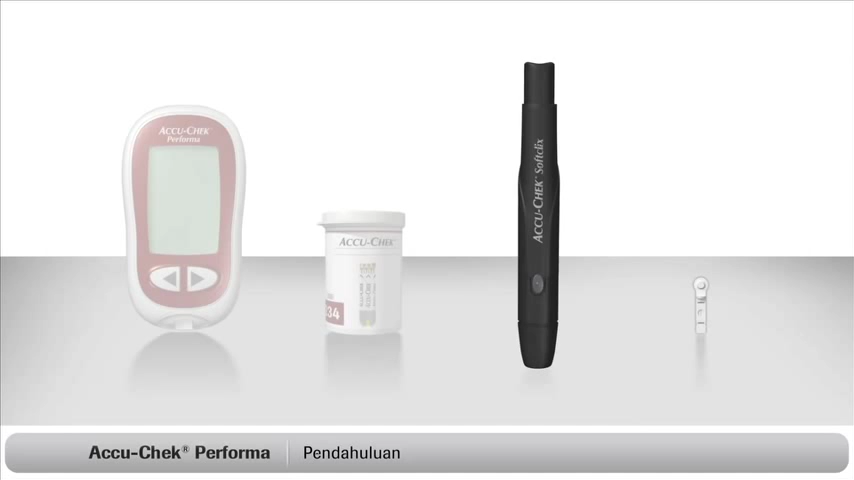 ACCU-CHEK
Performa
ACCU-CHEK
34
ACCU-CHEK Softclix
Accu-Chek® Performa
Pendahuluan